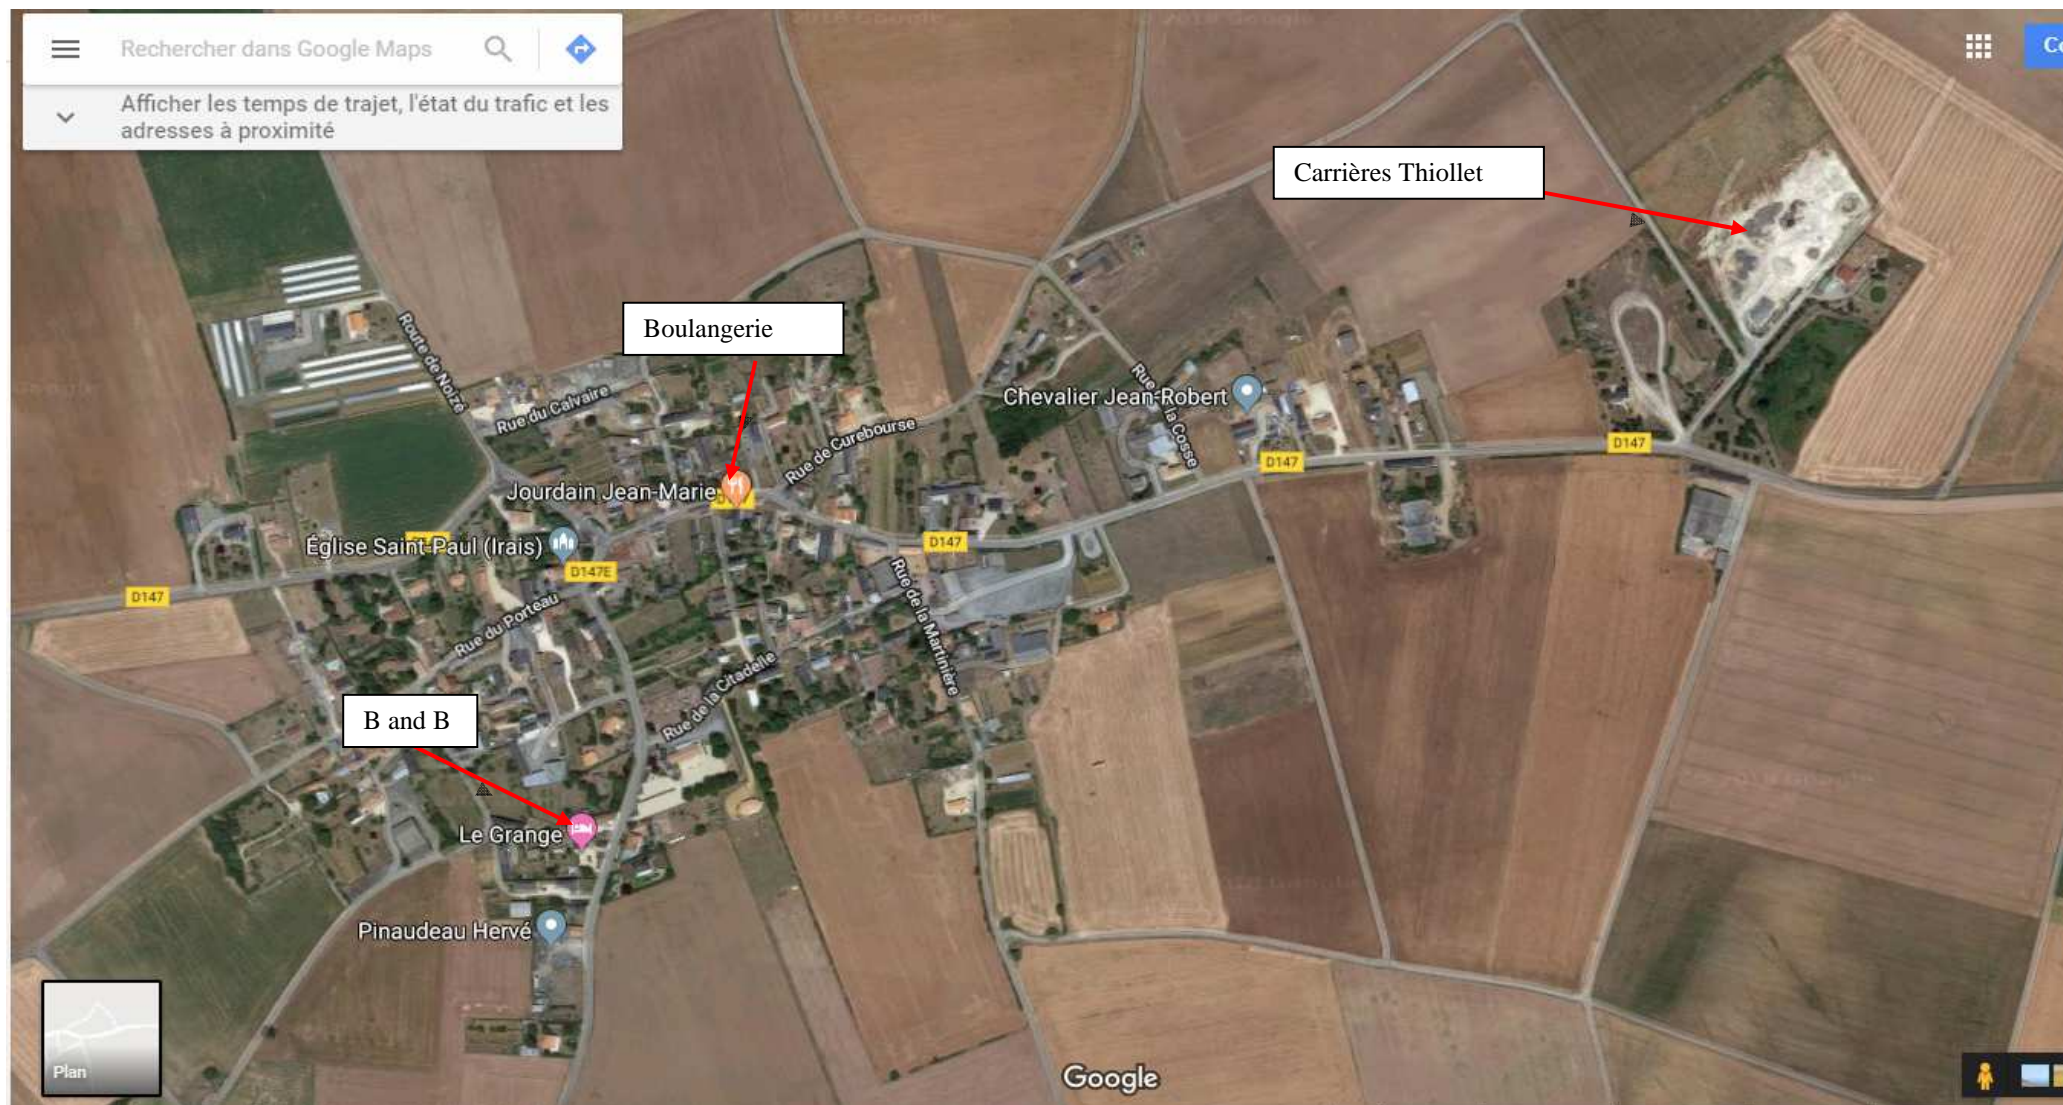 Rechercher dans Google Maps
Co
Afficher les temps de trajet, l'état du trafic et les
adresses à proximité
Carrières Thiollet
Boulangerie
Route de Noizé
Rue du Calvaire
Rue de Curebourse
Chevalier Jean-Robert
Rue de la Cosse
D147
D147
Jourdain Jean-Marie
Église Saint-Paul (Irais)
D147
D147E
D147
Rue du Porteau
Rue de la Martinière
Rue de la Citadelle
B and B
Le Grange
Pinaudeau Hervé
Plan
Google